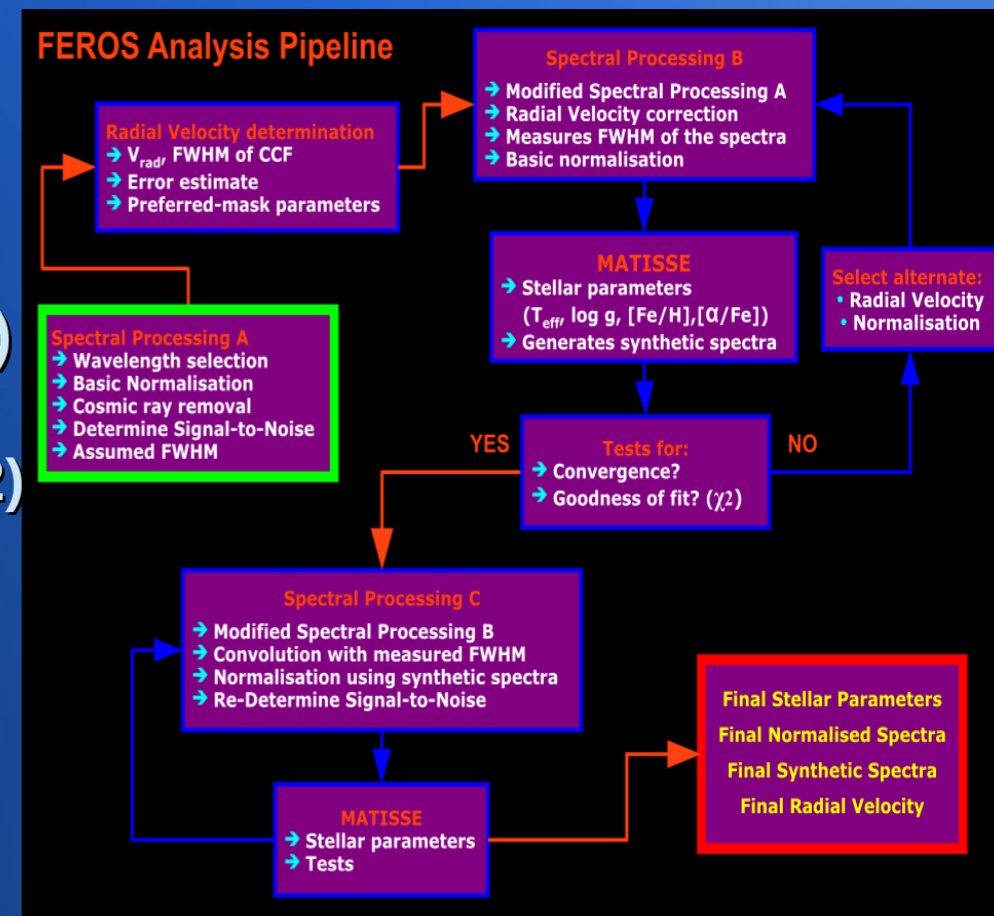 FEROS Analysis Pipeline
Spectral Processing B
➔ Modified Spectral Processing A
➔ Radial Velocity correction
➔ Measures FWHM of the spectra
➔ Basic normalisation
Radial Velocity determination
➔ Vrad, FWHM of CCF
➔ Error estimate
➔ Preferred-mask parameters
MATISSE
➔ Stellar parameters
(Teff, log g, [Fe/H],[α/Fe])
➔ Generates synthetic spectra
Select alternate:
• Radial Velocity
• Normalisation
Spectral Processing A
➔ Wavelength selection
➔ Basic Normalisation
➔ Cosmic ray removal
➔ Determine Signal-to-Noise
➔ Assumed FWHM
)
2)
YES
NO
Tests for:
➔ Convergence?
➔ Goodness of fit? (χ2)
Spectral Processing C
➔ Modified Spectral Processing B
➔ Convolution with measured FWHM
➔ Normalisation using synthetic spectra
➔ Re-Determine Signal-to-Noise
MATISSE
➔ Stellar parameters
➔ Tests
Final Stellar Parameters
Final Normalised Spectra
Final Synthetic Spectra
Final Radial Velocity